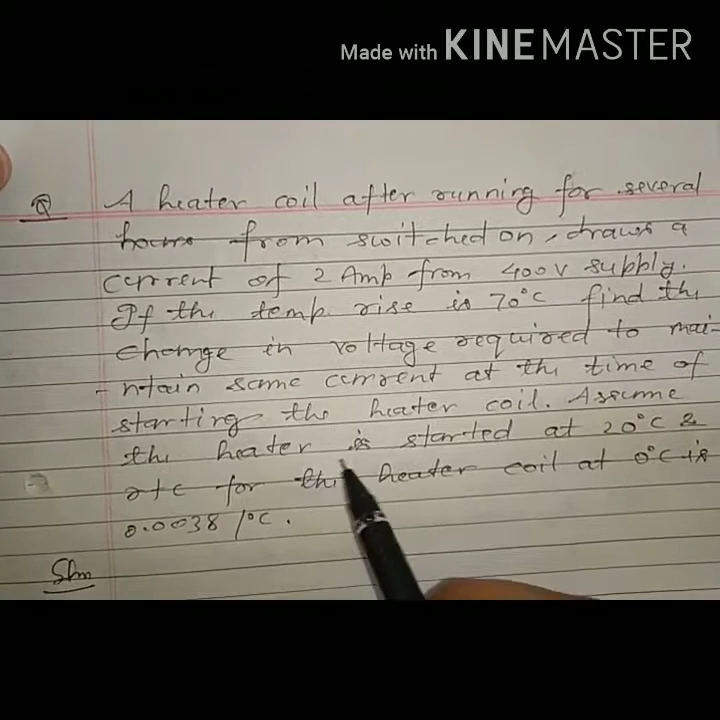 Made with KINEMASTER
Q A heater coil after running for several
hours from switched on, draws a
current of 2 Amp from 400V supply.
If the temp rise is 70°C find the
change in voltage required to mai-
- ntain same current at the time of
starting the heater coil. Assume
the heater is started at 20°C &
rtc for this heater coil at 0°C is
0.0038 /°C.
Slm